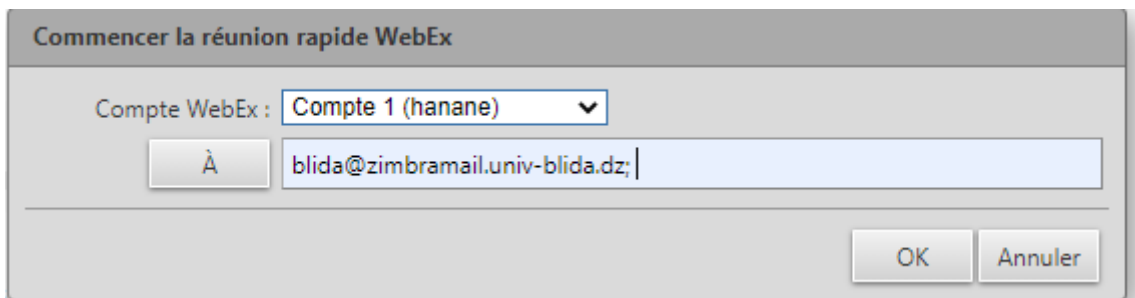 Commencer la réunion rapide WebEx
Compte WebEx : Compte 1 (hanane)
À blida@zimbramail.univ-blida.dz;
OK Annuler